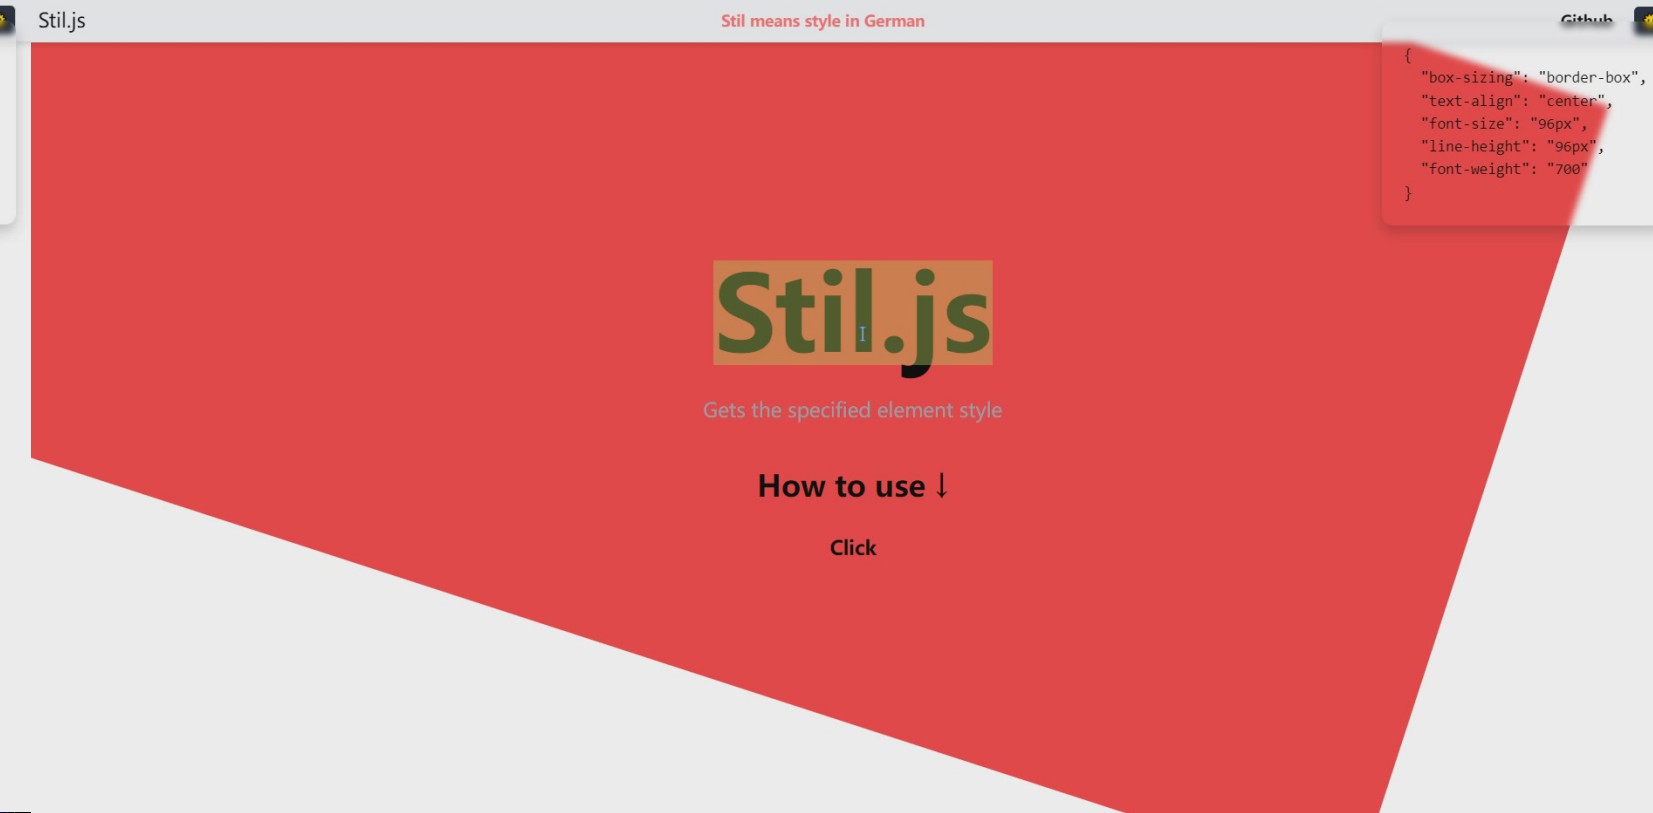 Stil.js
Stil means style in German
Github
{
"box-sizing": "border-box",
"text-align": "center",
"font-size": "96px",
"line-height": "96px",
"font-weight": "700"
}
Stil.js
Gets the specified element style
How to use ↓
Click